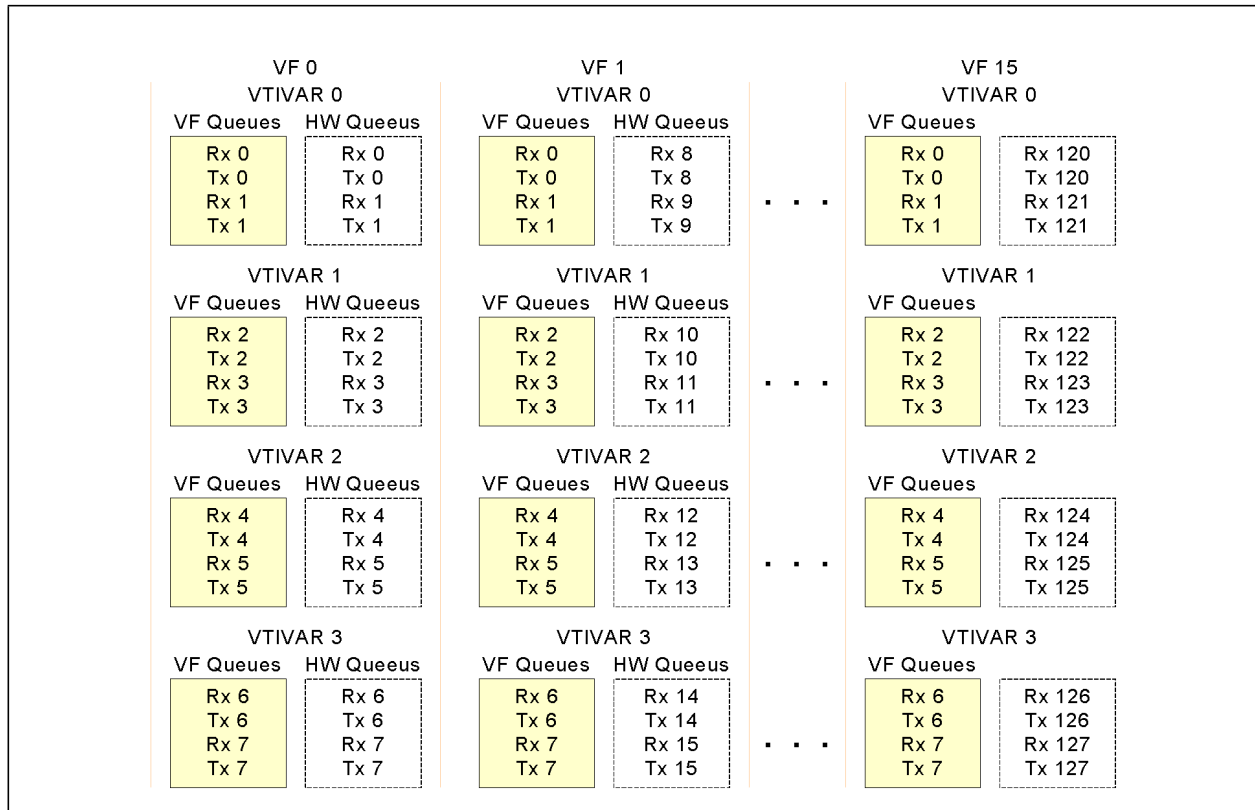 VF 0 VF 1 VF 15
VTIVAR 0 VTIVAR 0 VTIVAR 0
VF Queues HW Queeus VF Queues HW Queeus VF Queues
Rx 0 Rx 0 Rx 0 Rx 8 Rx 0 Rx 120
Tx 0 Tx 0 Tx 0 Tx 8 Tx 0 Tx 120
Rx 1 Rx 1 Rx 1 Rx 9 . . . Rx 1 Rx 121
Tx 1 Tx 1 Tx 1 Tx 9 Tx 1 Tx 121
VTIVAR 1 VTIVAR 1 VTIVAR 1
VF Queues HW Queeus VF Queues HW Queeus VF Queues
Rx 2 Rx 2 Rx 2 Rx 10 Rx 2 Rx 122
Tx 2 Tx 2 Tx 2 Tx 10 Tx 2 Tx 122
Rx 3 Rx 3 Rx 3 Rx 11 . . . Rx 3 Rx 123
Tx 3 Tx 3 Tx 3 Tx 11 Tx 3 Tx 123
VTIVAR 2 VTIVAR 2 VTIVAR 2
VF Queues HW Queeus VF Queues HW Queeus VF Queues
Rx 4 Rx 4 Rx 4 Rx 12 Rx 4 Rx 124
Tx 4 Tx 4 Tx 4 Tx 12 Tx 4 Tx 124
Rx 5 Rx 5 Rx 5 Rx 13 . . . Rx 5 Rx 125
Tx 5 Tx 5 Tx 5 Tx 13 Tx 5 Tx 125
VTIVAR 3 VTIVAR 3 VTIVAR 3
VF Queues HW Queeus VF Queues HW Queeus VF Queues
Rx 6 Rx 6 Rx 6 Rx 14 Rx 6 Rx 126
Tx 6 Tx 6 Tx 6 Tx 14 Tx 6 Tx 126
Rx 7 Rx 7 Rx 7 Rx 15 . . . Rx 7 Rx 127
Tx 7 Tx 7 Tx 7 Tx 15 Tx 7 Tx 127